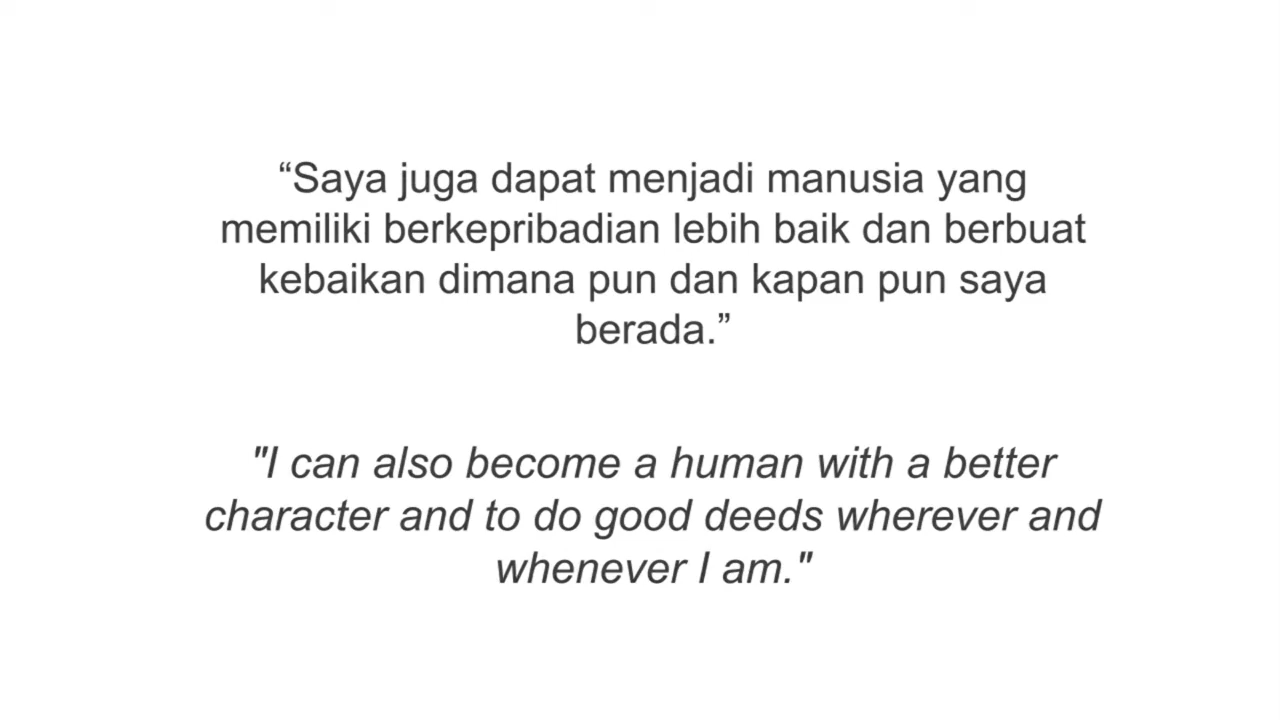 “Saya juga dapat menjadi manusia yang
memiliki berkepribadian lebih baik dan berbuat
kebaikan dimana pun dan kapan pun saya
berada.”
"I can also become a human with a better
character and to do good deeds wherever and
whenever I am."